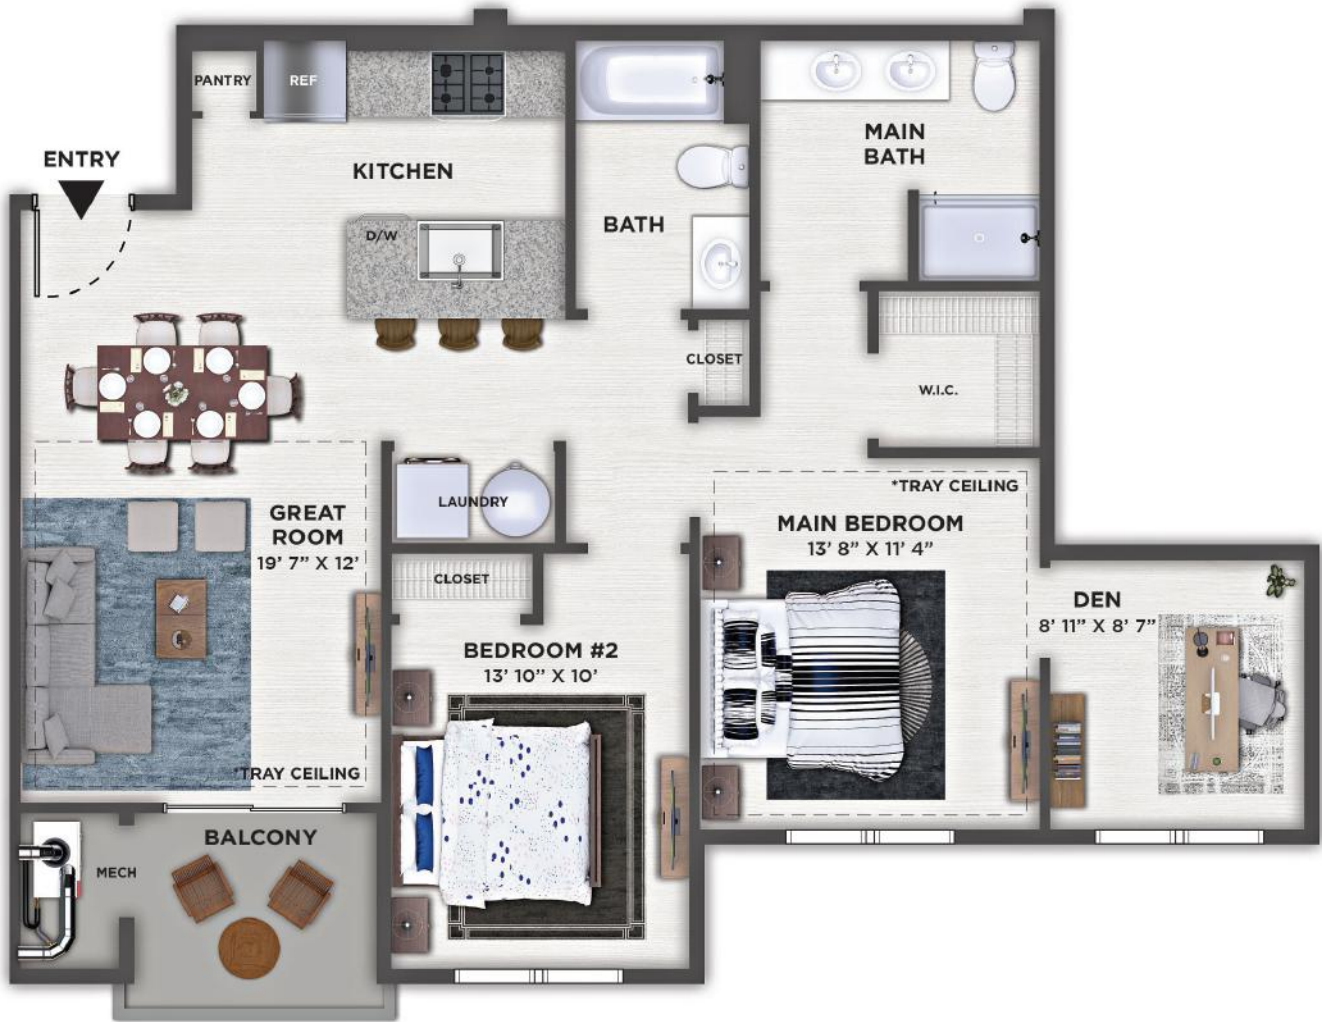 PANTRY
REF
ENTRY
KITCHEN
MAIN
BATH
D/W
BATH
CLOSET
W.I.C.
LAUNDRY
*TRAY CEILING
GREAT
ROOM
19' 7" X 12'
MAIN BEDROOM
13' 8" X 11' 4"
CLOSET
DEN
8' 11" X 8' 7"
BEDROOM #2
13' 10" X 10'
*TRAY CEILING
BALCONY
MECH